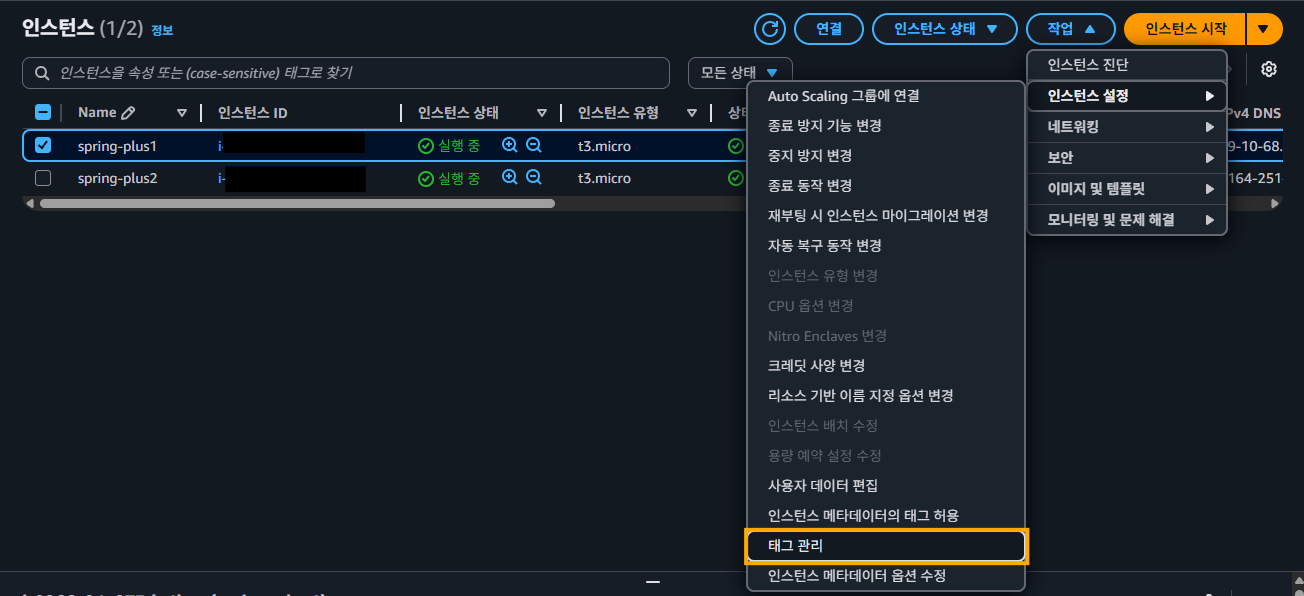 인스턴스 (1/2) 정보
연결
인스턴스 상태
작업
인스턴스 시작
인스턴스을 속성 또는 (case-sensitive) 태그로 찾기
모든 상태
Name
인스턴스 ID
인스턴스 상태
인스턴스 유형
Pv4 DNS
spring-plus1
i-
실행 중
t3.micro
9-10-68.
spring-plus2
i-
실행 중
t3.micro
164-251-
인스턴스 진단
인스턴스 설정
네트워킹
보안
이미지 및 템플릿
모니터링 및 문제 해결
Auto Scaling 그룹에 연결
종료 방지 기능 변경
중지 방지 변경
종료 동작 변경
재부팅 시 인스턴스 마이그레이션 변경
자동 복구 동작 변경
인스턴스 유형 변경
CPU 옵션 변경
Nitro Enclaves 변경
크레딧 사양 변경
리소스 기반 이름 지정 옵션 변경
인스턴스 배치 수정
용량 예약 설정 수정
사용자 데이터 편집
인스턴스 메타데이터의 태그 허용
태그 관리
인스턴스 메타데이터 옵션 수정